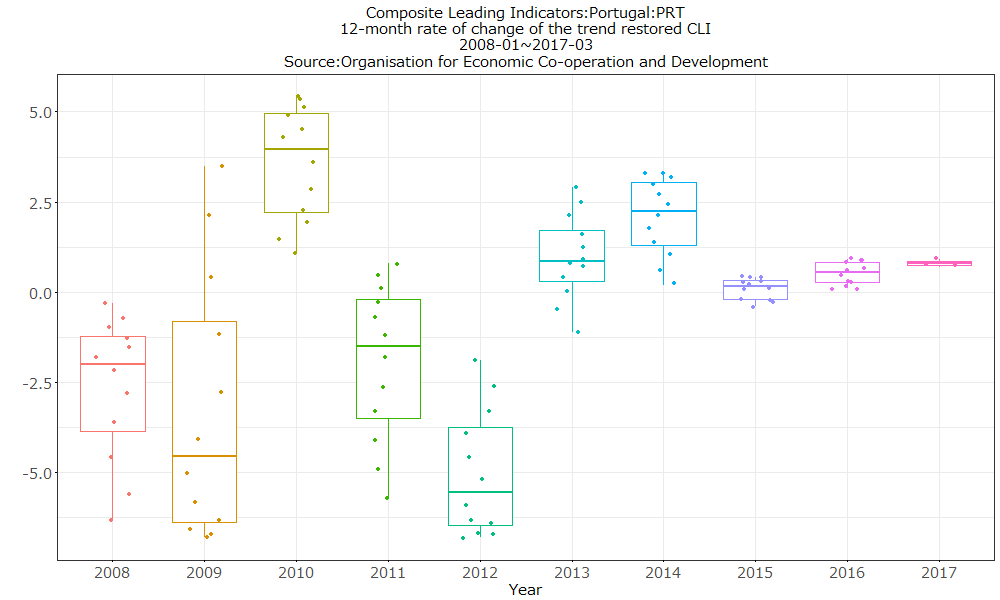 Composite Leading Indicators:Portugal:PRT
12-month rate of change of the trend restored CLI
2008-01~2017-03
Source:Organisation for Economic Co-operation and Development
5.0
2.5
0.0
-2.5
-5.0
2008 2009 2010 2011 2012 2013 2014 2015 2016 2017
Year